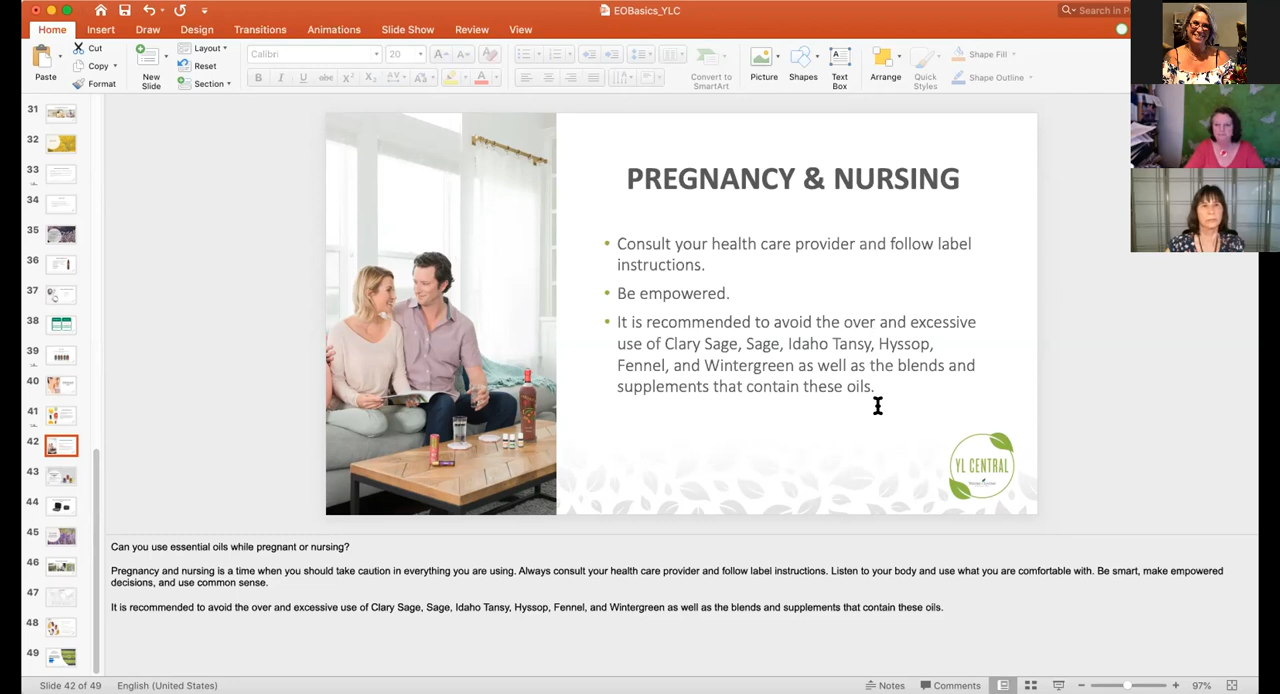 EOBasics_YLC
Search in P
Home Insert Draw Design Transitions Animations Slide Show Review View
Paste
Cut
Copy
Format
New
Slide
Layout
Reset
Section
Calibri 20
Convert to
SmartArt
Picture
Shapes
Text
Box
Arrange
Quick
Styles
Shape Fill
Shape Outline
31
32
33
34
35
36
37
38
39
40
41
42
43
44
45
46
47
48
49
PREGNANCY & NURSING
• Consult your health care provider and follow label
instructions.
• Be empowered.
• It is recommended to avoid the over and excessive
use of Clary Sage, Sage, Idaho Tansy, Hyssop,
Fennel, and Wintergreen as well as the blends and
supplements that contain these oils.
YL CENTRAL
Can you use essential oils while pregnant or nursing?
Pregnancy and nursing is a time when you should take caution in everything you are using. Always consult your health care provider and follow label instructions. Listen to your body and use what you are comfortable with. Be smart, make empowered
decisions, and use common sense.
It is recommended to avoid the over and excessive use of Clary Sage, Sage, Idaho Tansy, Hyssop, Fennel, and Wintergreen as well as the blends and supplements that contain these oils.
Slide 42 of 49 English (United States) Notes Comments 97%